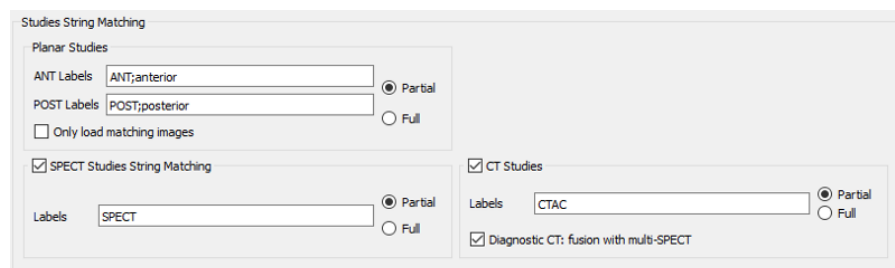 Studies String Matching
Planar Studies
ANT Labels ANT;anterior
Partial
POST Labels POST;posterior
Full
Only load matching images
SPECT Studies String Matching
Labels SPECT
Partial
Full
CT Studies
Labels CTAC
Partial
Full
Diagnostic CT: fusion with multi-SPECT